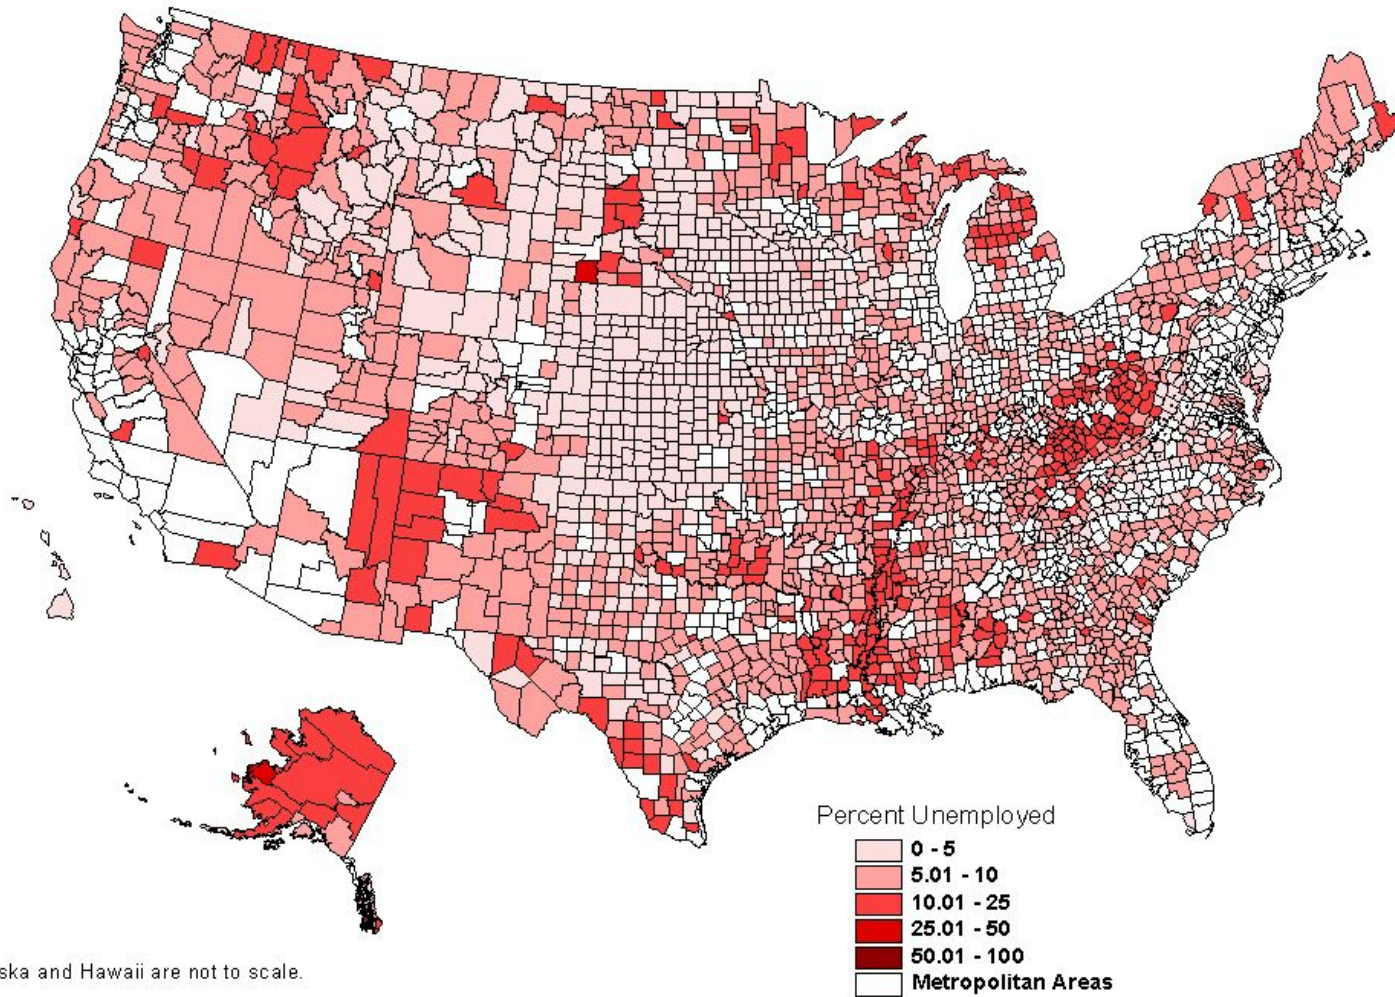 Percent Unemployed
0 - 5
5.01 - 10
10.01 - 25
25.01 - 50
50.01 - 100
Metropolitan Areas
ska and Hawaii are not to scale.